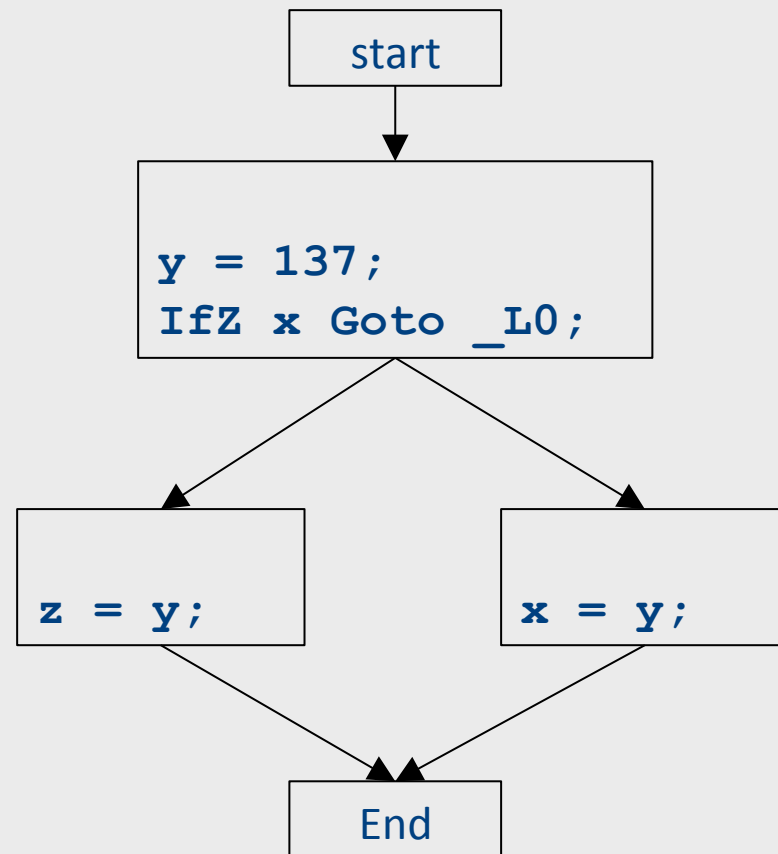 start
y = 137;
IfZ x Goto _L0;
z = y;
x = y;
End